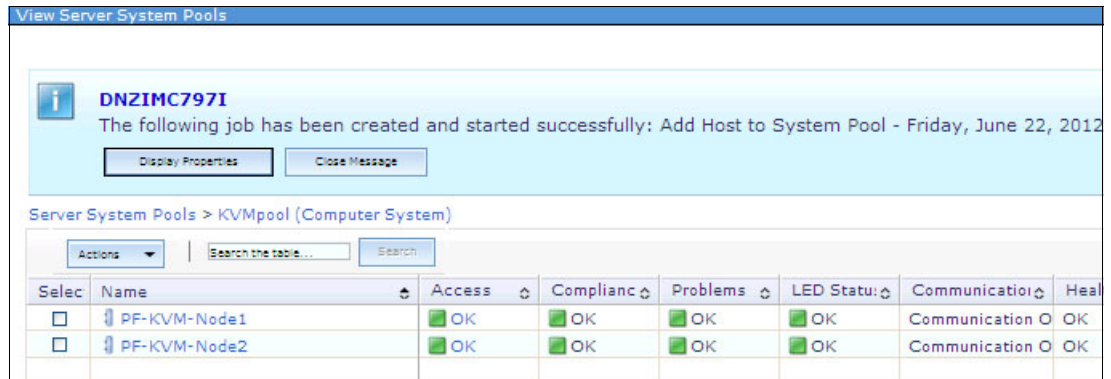 View Server System Pools
i
DNZIMC797I
The following job has been created and started successfully: Add Host to System Pool - Friday, June 22, 2012
Display Properties Close Message
Server System Pools > KVMpool (Computer System)
Actions Search the table... Search
Selec Name Access Complianc Problems LED Statu: Communication Heal
PF-KVM-Node1 OK OK OK OK Communication O OK
PF-KVM-Node2 OK OK OK OK Communication O OK